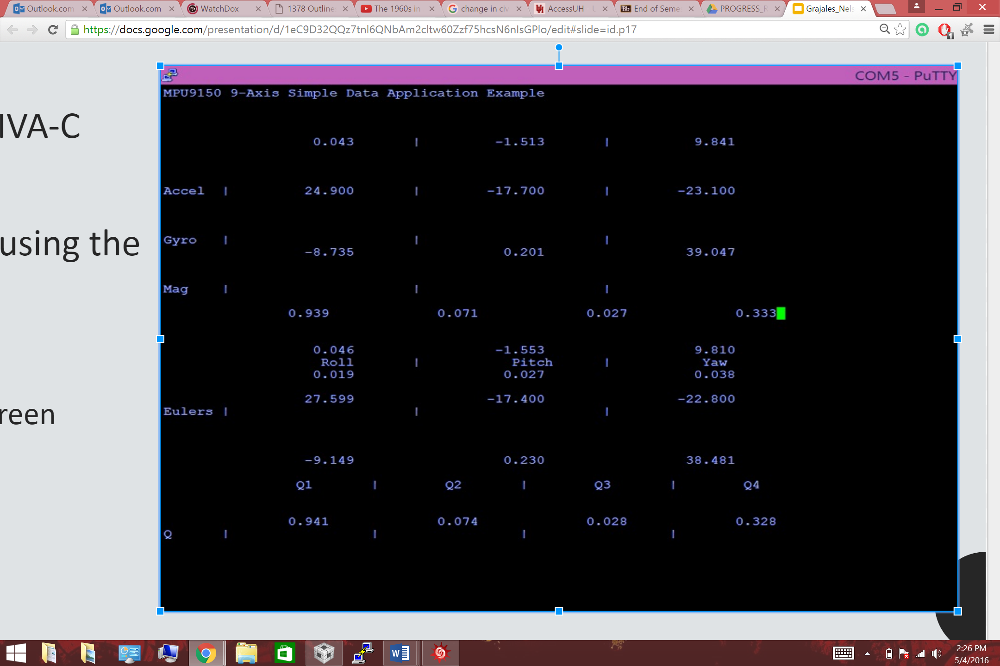 Outlook.com
Outlook.com
WatchDox
1378 Outline
The 1960s in
change in civ
AccessUH - U
Bb End of Seme
PROGRESS_R
Grajales_Nels
https://docs.google.com/presentation/d/1eC9D32QQz7tnl6QNbAm2cltw60Zzf75hcsN6nIsGPlo/edit#slide=id.p17
1
COM5 - PuTTY
MPU9150 9-Axis Simple Data Application Example
IVA-C
0.043 | -1.513 | 9.841
Accel | 24.900 | -17.700 | -23.100
using the
Gyro | | |
-8.735 0.201 39.047
Mag | | |
0.939 0.071 0.027 0.333
0.046 -1.553 9.810
Roll | Pitch | Yaw
0.019 0.027 0.038
27.599 -17.400 -22.800
Eulers | | |
reen
-9.149 0.230 38.481
Q1 | Q2 | Q3 | Q4
0.941 0.074 0.028 0.328
Q | | | |
W
2:26 PM
5/4/2016